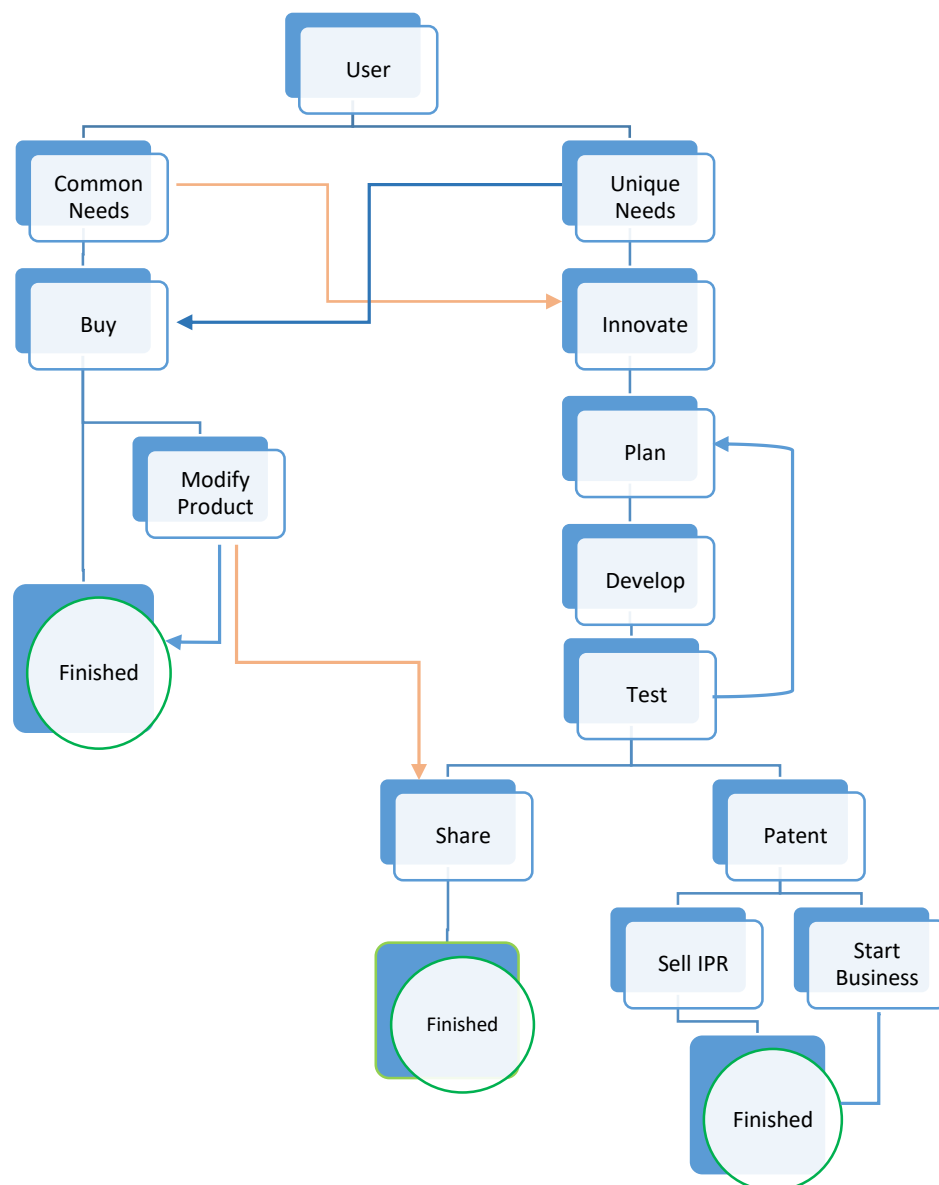 User
Common
Needs
Unique
Needs
Buy
Innovate
Plan
Modify
Product
Develop
Finished
Test
Share
Patent
Sell IPR
Start
Business
Finished
Finished